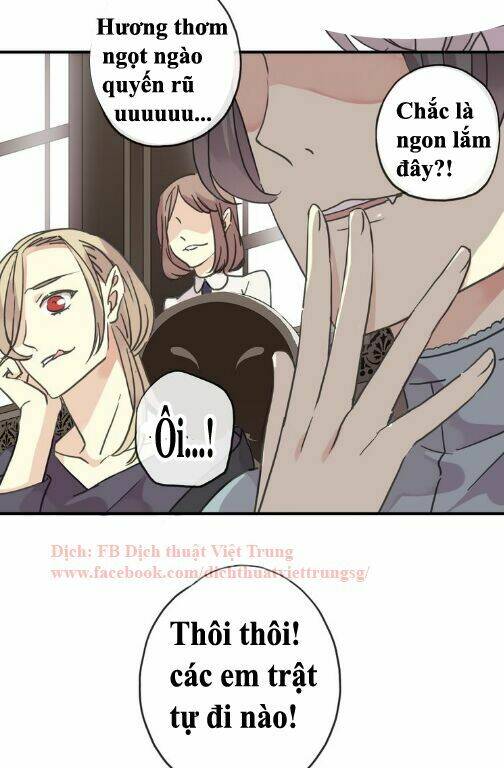 Hương thơm
ngọt ngào
quyến rũ
uuuuuu...
Chắc là
ngon lắm
đây?!
Ôi...!
Dịch: FB Dịch thuật Việt Trung
www.facebook.com/dichthuatviettrungsg/
Thôi thôi!
các em trật
tự đi nào!